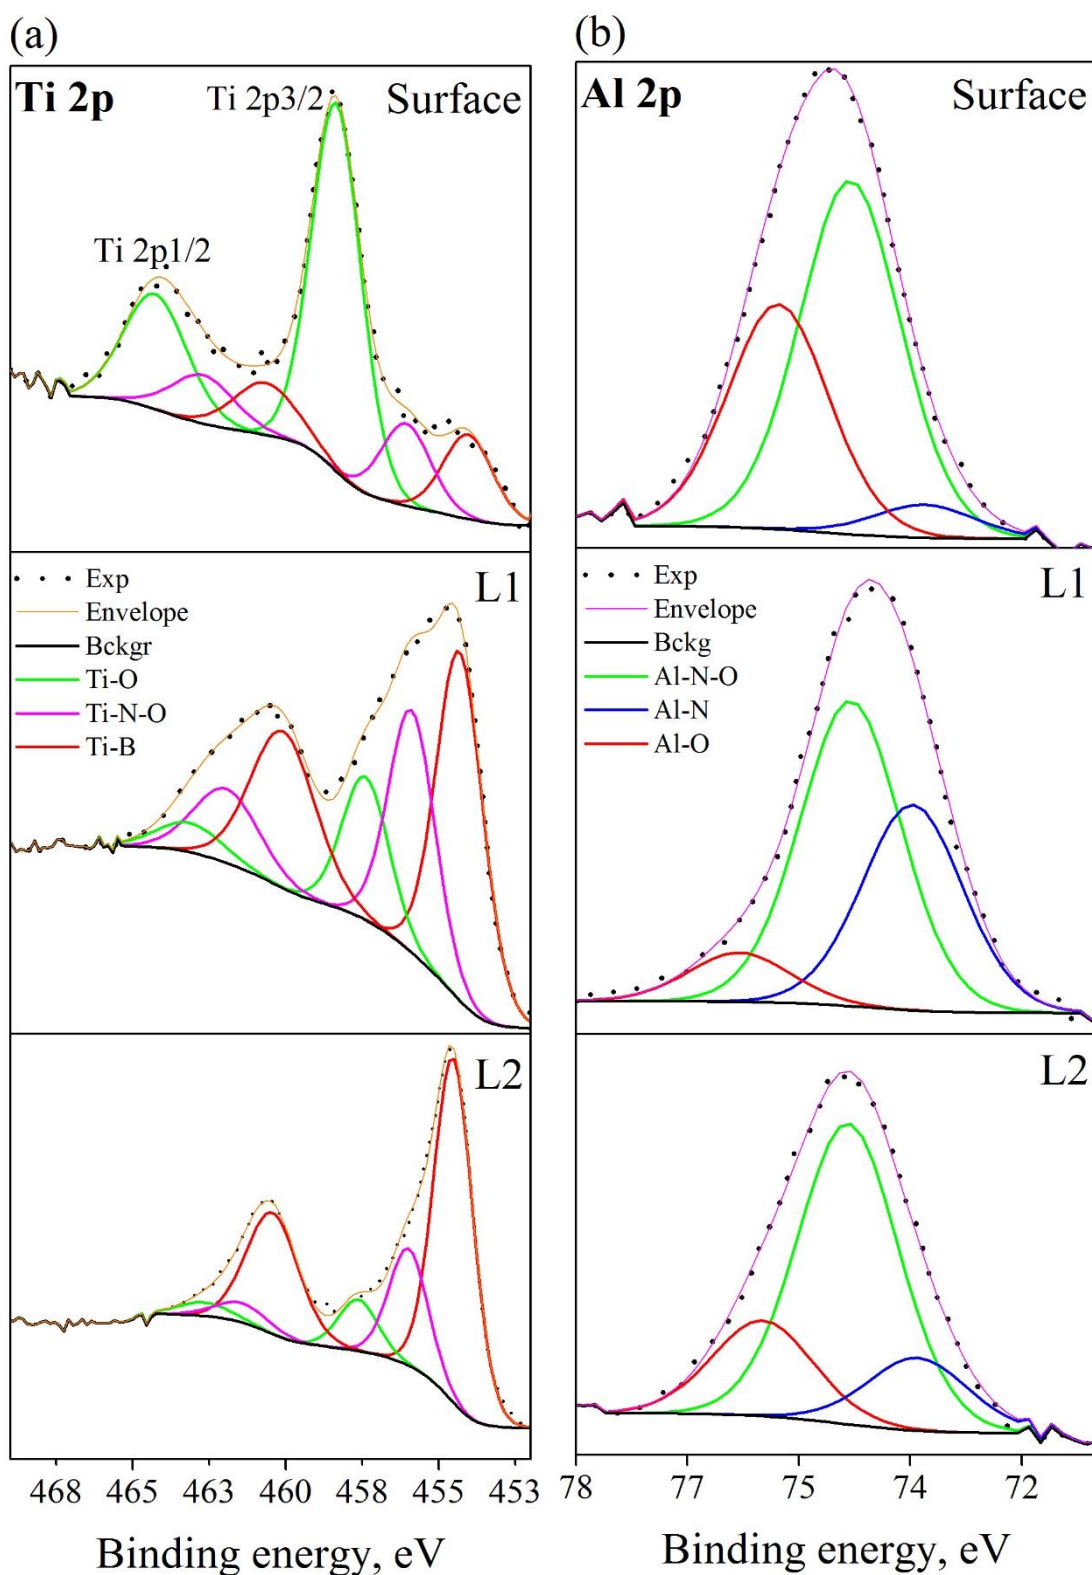 (a)
Ti 2p
Ti 2p3/2
Surface
Ti 2p1/2
L1
Exp
Envelope
Bckgr
Ti-O
Ti-N-O
Ti-B
L2
468 465 463 460 458 455 453
Binding energy, eV
(b)
Al 2p
Surface
L1
Exp
Envelope
Bckg
Al-N-O
Al-N
Al-O
L2
78 77 75 74 72
Binding energy, eV